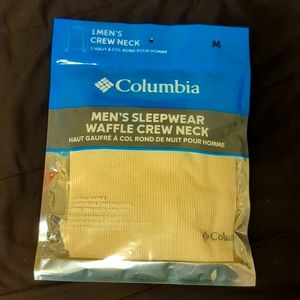 1 MEN'S
CREW NECK
1 HAUT À COL ROND POUR HOMME
M
Columbia
MEN'S SLEEPWEAR
WAFFLE CREW NECK
HAUT GAUFRÉ À COL ROND DE NUIT POUR HOMME
Colu